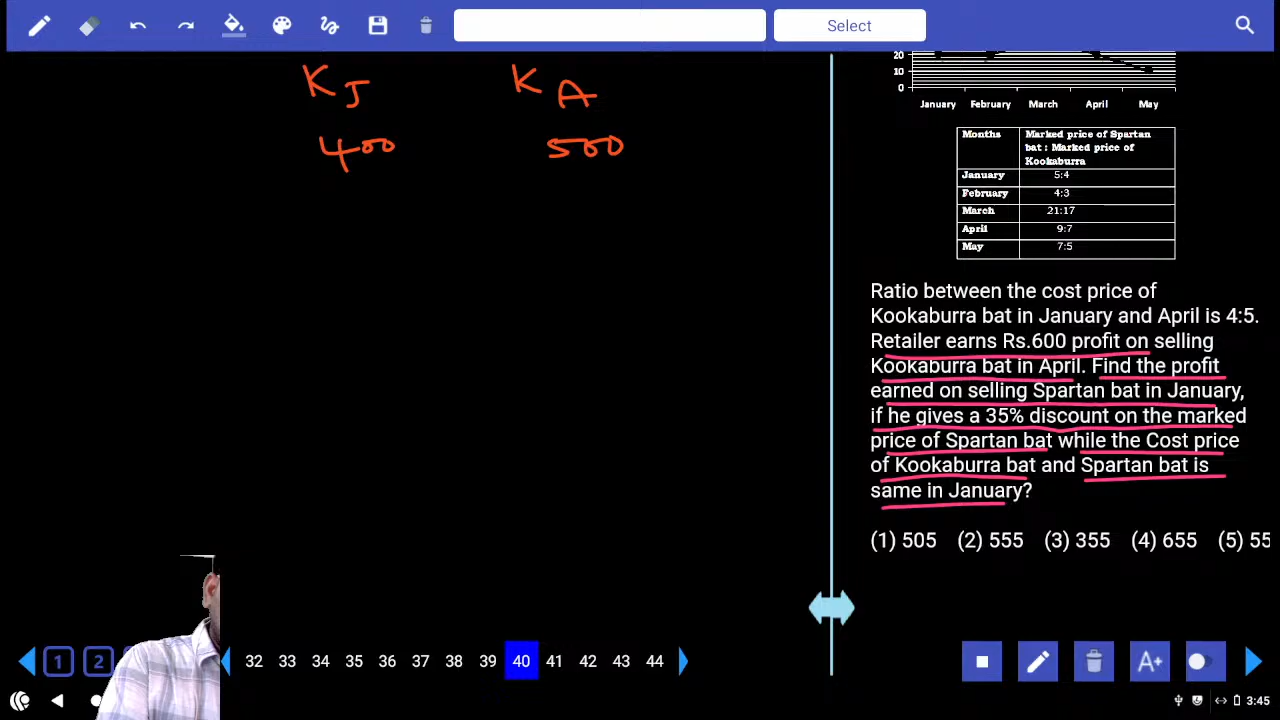 Select
K J K A
400 500
20
10
0
January February March April May
Months Marked price of Spartan bat : Marked price of Kookaburra
January 5:4
February 4:3
March 21:17
April 9:7
May 7:5
Ratio between the cost price of
Kookaburra bat in January and April is 4:5.
Retailer earns Rs.600 profit on selling
Kookaburra bat in April. Find the profit
earned on selling Spartan bat in January,
if he gives a 35% discount on the marked
price of Spartan bat while the Cost price
of Kookaburra bat and Spartan bat is
same in January?
(1) 505 (2) 555 (3) 355 (4) 655 (5) 55
1 2 32 33 34 35 36 37 38 39 40 41 42 43 44
A+
3:45